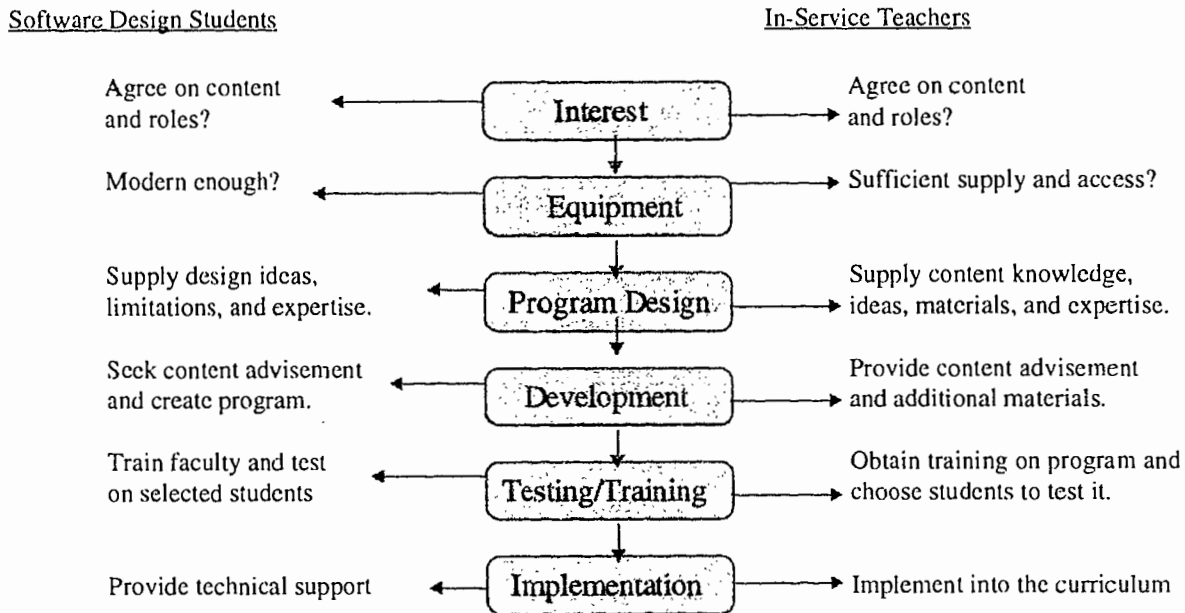 Software Design Students
In-Service Teachers
Agree on content
and roles?
Interest
Agree on content
and roles?
Modern enough?
Equipment
Sufficient supply and access?
Supply design ideas,
limitations, and expertise.
Program Design
Supply content knowledge,
ideas, materials, and expertise.
Seek content advisement
and create program.
Development
Provide content advisement
and additional materials.
Train faculty and test
on selected students
Testing/Training
Obtain training on program and
choose students to test it.
Provide technical support
Implementation
Implement into the curriculum